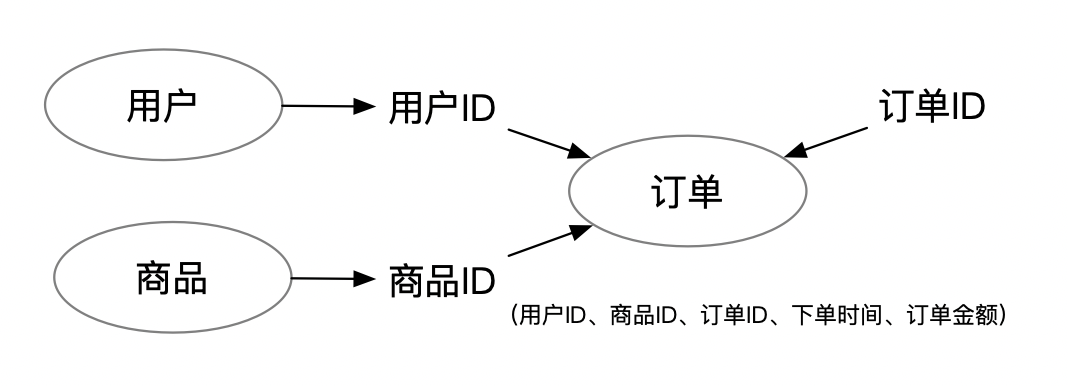 用户
用户ID
订单ID
订单
商品
商品ID
(用户ID、商品ID、订单ID、下单时间、订单金额)